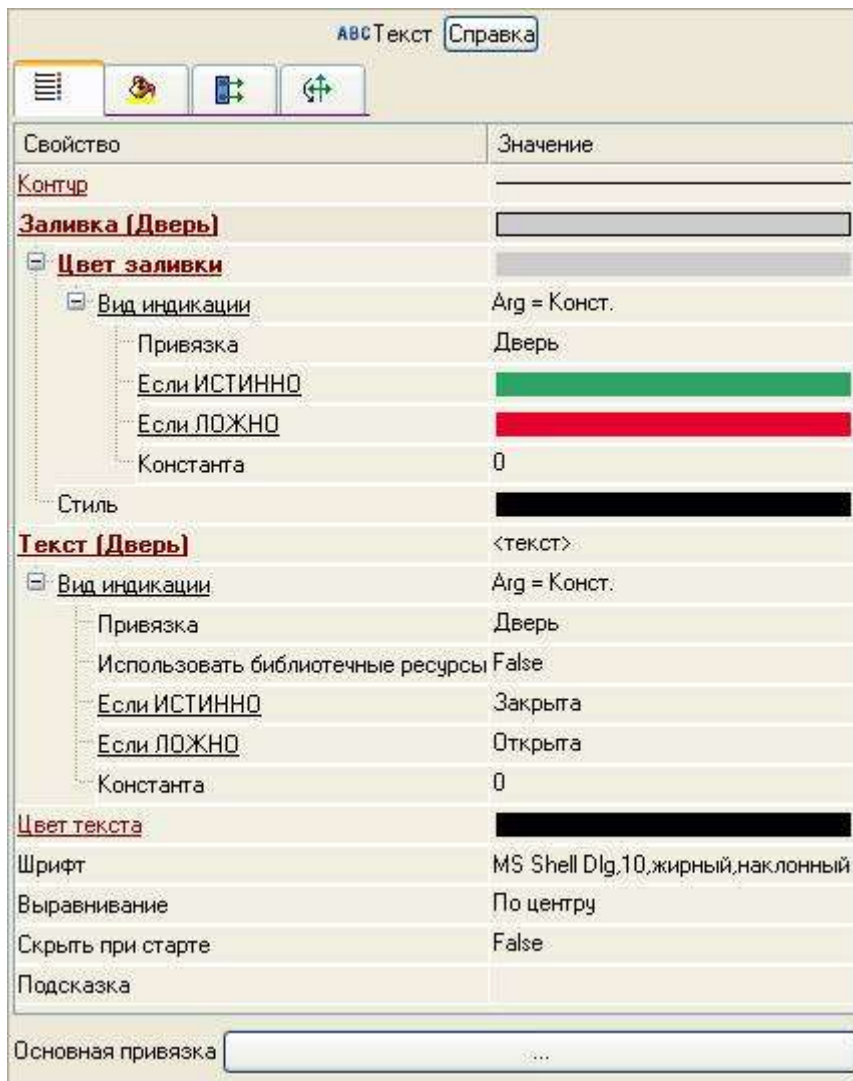 ABC Текст Справка
Свойство Значение
Контур
Заливка (Дверь)
Цвет заливки
Вид индикации Arg = Конст.
Привязка Дверь
Если ИСТИННО
Если ЛОЖНО
Константа 0
Стиль
Текст (Дверь) <текст>
Вид индикации Arg = Конст.
Привязка Дверь
Использовать библиотечные ресурсы False
Если ИСТИННО Закрыта
Если ЛОЖНО Открыта
Константа 0
Цвет текста
Шрифт MS Shell Dlg,10,жирный,наклонный
Выравнивание По центру
Скрыть при старте False
Подсказка
Основная привязка ...